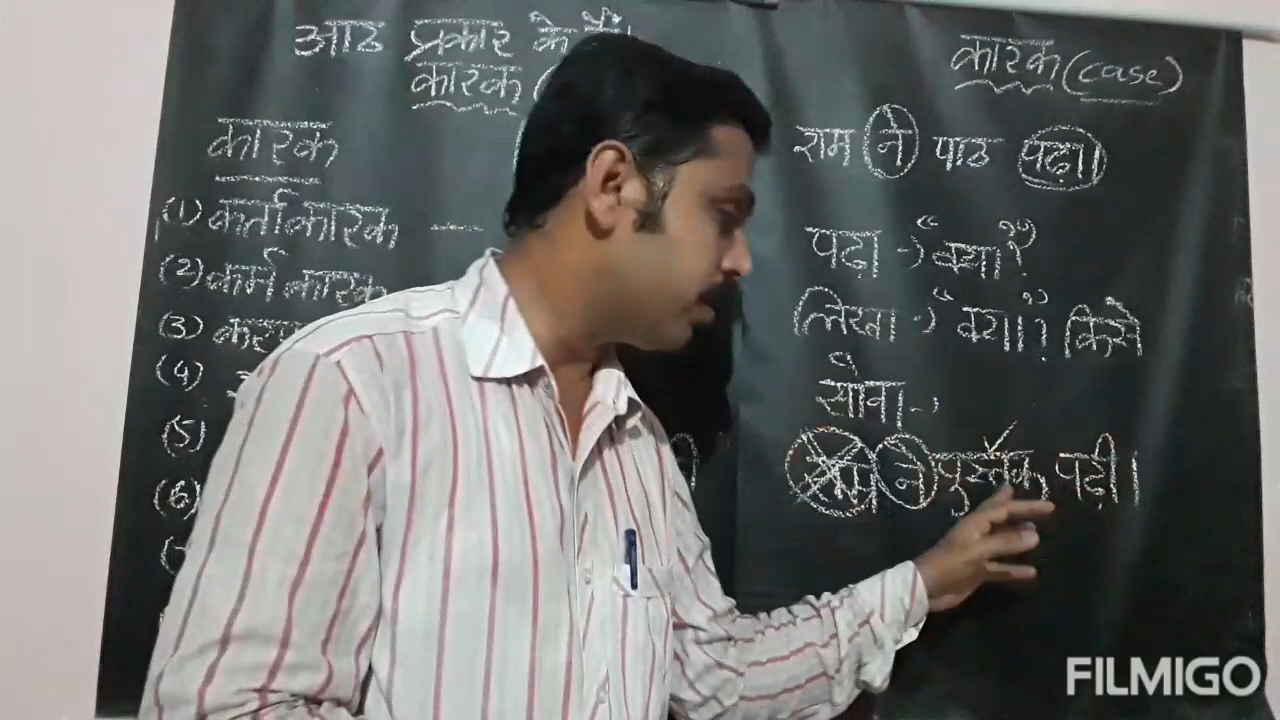 आठ प्रकार के हैं।
कारक (
कारक
(1) कर्ता कारक —
(2) कर्म कारक
(3) करण
(4)
(5)
(6)
कारक (case)
राम ने पाठ पढ़ा।
पढ़ा → "क्या"?
लिखा → "क्या"? किसे
सोया →
राम ने पुस्तक पढ़ी।
FILMIGO